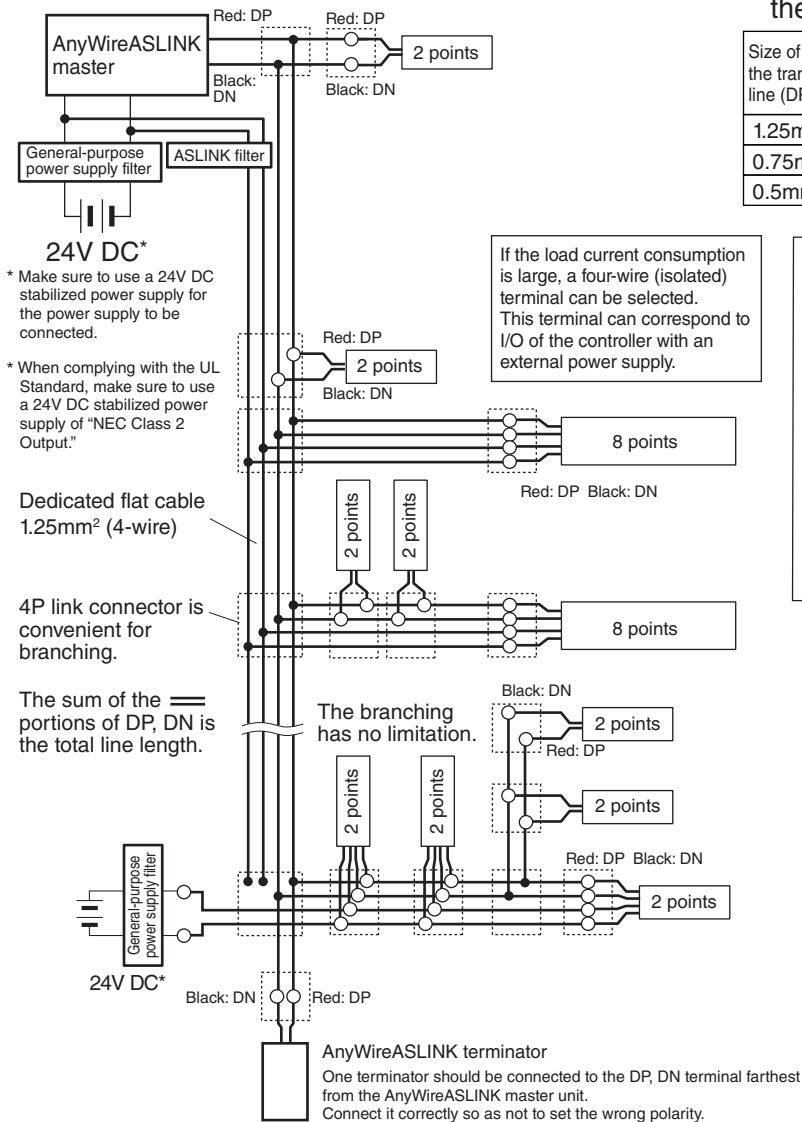 the
Red: DP
Red: DP
AnyWireASLINK
master
2 points
Size of
the tran
line (DP
Black:
DN
Black: DN
1.25m
0.75m
0.5mm
General-purpose
power supply filter
ASLINK filter
24V DC*
* Make sure to use a 24V DC
stabilized power supply for
the power supply to be
connected.
* When complying with the UL
Standard, make sure to use
a 24V DC stabilized power
supply of “NEC Class 2
Output.”
If the load current consumption
is large, a four-wire (isolated)
terminal can be selected.
This terminal can correspond to
I/O of the controller with an
external power supply.
Red: DP
2 points
Black: DN
8 points
Red: DP Black: DN
Dedicated flat cable
1.25mm² (4-wire)
2 points
2 points
4P link connector is
convenient for
branching.
8 points
The sum of the
portions of DP, DN is
the total line length.
The branching
has no limitation.
Black: DN
2 points
Red: DP
2 points
2 points
2 points
Red: DP Black: DN
2 points
General-purpose
power supply filter
24V DC*
Black: DN
Red: DP
AnyWireASLINK terminator
One terminator should be connected to the DP, DN terminal farthest
from the AnyWireASLINK master unit.
Connect it correctly so as not to set the wrong polarity.